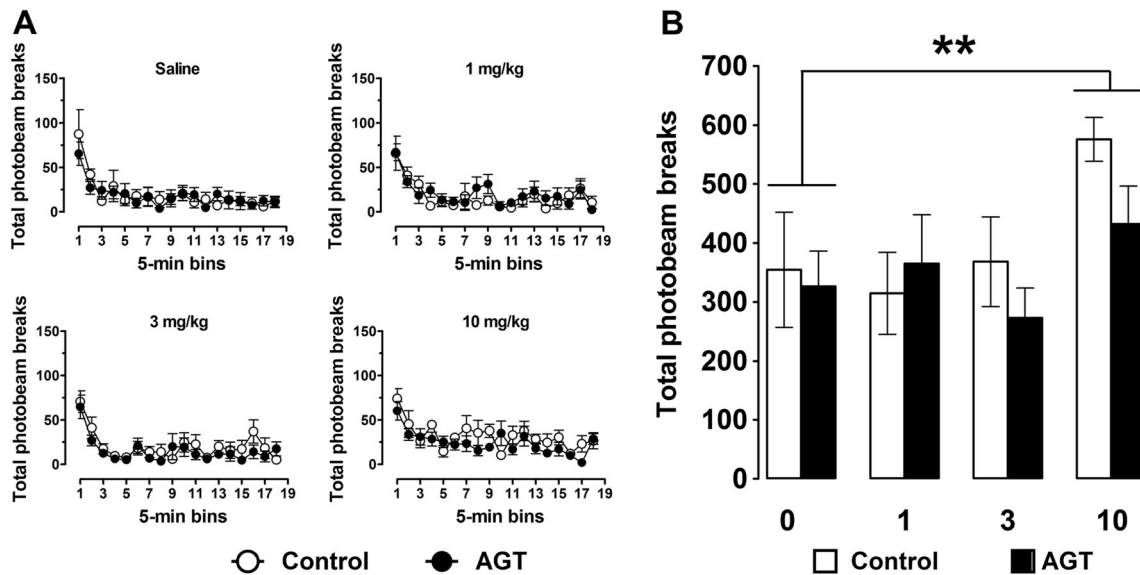 A
Saline
Total photobeam breaks
150
100
50
0
1 3 5 7 9 11 13 15 17 19
5-min bins
1 mg/kg
Total photobeam breaks
150
100
50
0
1 3 5 7 9 11 13 15 17 19
5-min bins
3 mg/kg
Total photobeam breaks
150
100
50
0
1 3 5 7 9 11 13 15 17 19
5-min bins
10 mg/kg
Total photobeam breaks
150
100
50
0
1 3 5 7 9 11 13 15 17 19
5-min bins
Control AGT
B
**
Total photobeam breaks
700
600
500
400
300
200
100
0
0 1 3 10
Control AGT